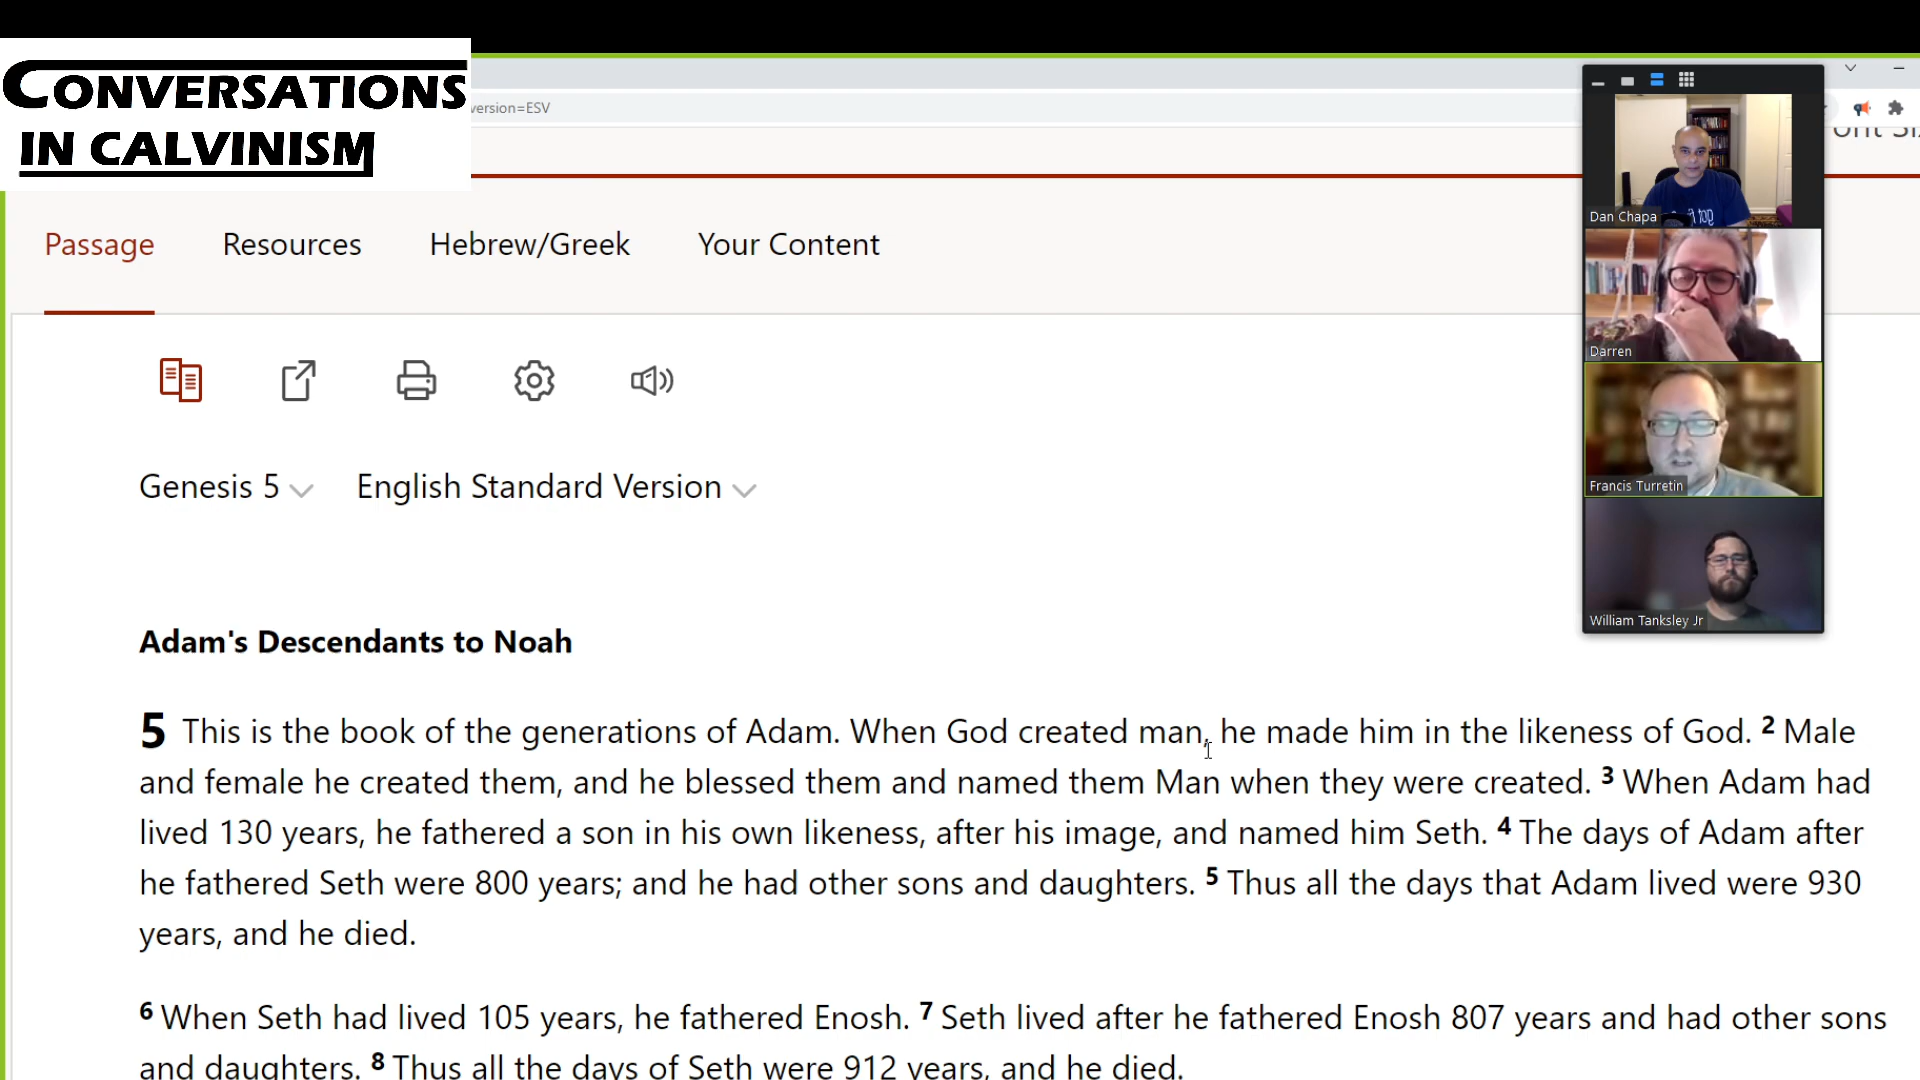 CONVERSATIONS
IN CALVINISM
version=ESV
Passage
Resources
Hebrew/Greek
Your Content
Genesis 5
English Standard Version
Adam's Descendants to Noah
5 This is the book of the generations of Adam. When God created man, he made him in the likeness of God. 2 Male
and female he created them, and he blessed them and named them Man when they were created. 3 When Adam had
lived 130 years, he fathered a son in his own likeness, after his image, and named him Seth. 4 The days of Adam after
he fathered Seth were 800 years; and he had other sons and daughters. 5 Thus all the days that Adam lived were 930
years, and he died.
6 When Seth had lived 105 years, he fathered Enosh. 7 Seth lived after he fathered Enosh 807 years and had other sons
and daughters. 8 Thus all the days of Seth were 912 years, and he died.
Dan Chapa
Darren
Francis Turretin
William Tanksley Jr